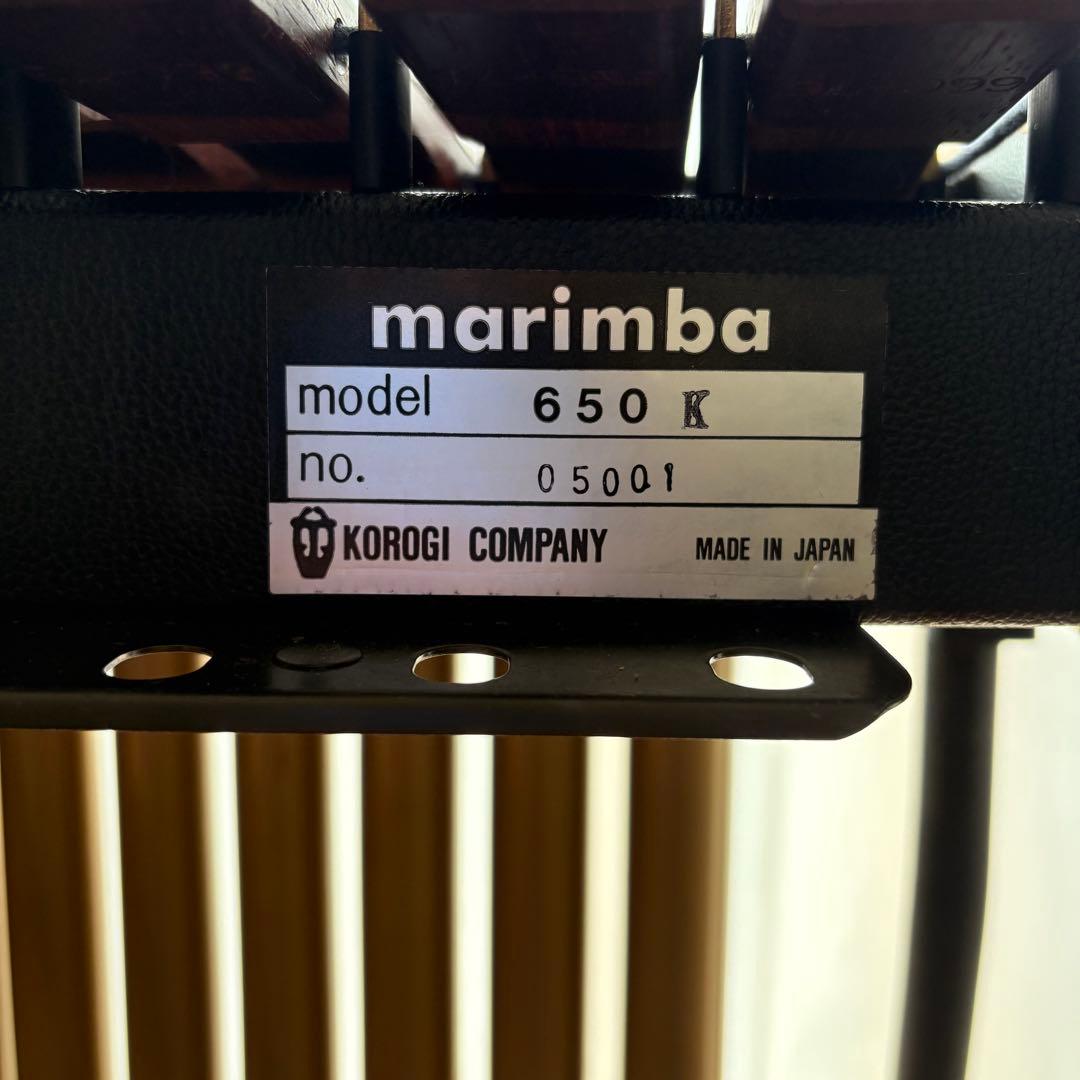 marimba
model 650 K
no. 05001
KOROGI COMPANY MADE IN JAPAN